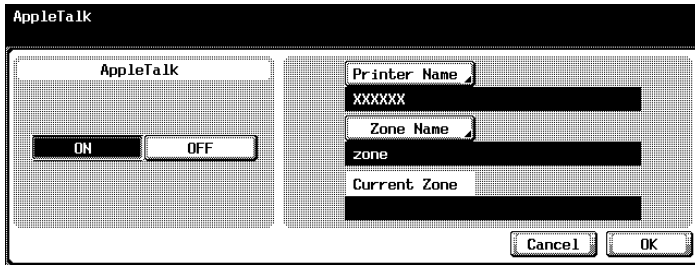 AppleTalk
AppleTalk
ON OFF
Printer Name
XXXXXX
Zone Name
zone
Current Zone
Cancel OK